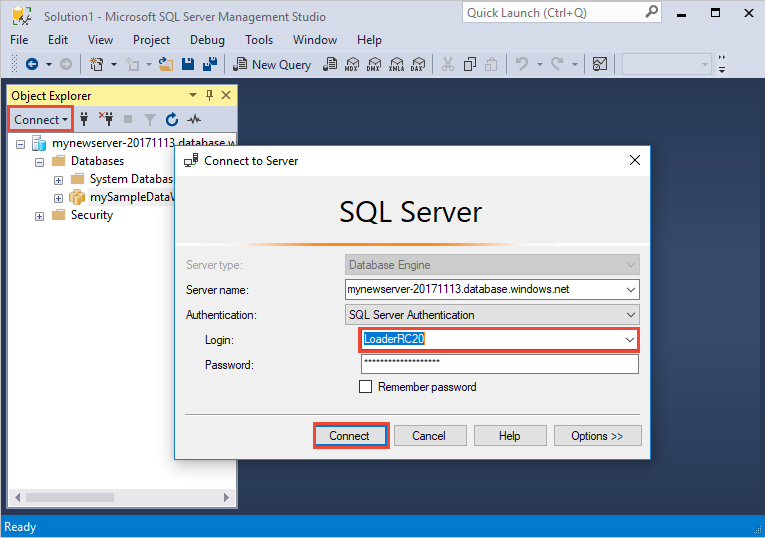 Solution1 - Microsoft SQL Server Management Studio
Quick Launch (Ctrl+Q)
File Edit View Project Debug Tools Window Help
New Query MDX DMX XMLA DAX
Object Explorer
Connect
mynewserver-20171113.database.w
Databases
System Databas
mySampleDataW
Security
Connect to Server
SQL Server
Server type: Database Engine
Server name: mynewserver-20171113.database.windows.net
Authentication: SQL Server Authentication
Login: LoaderRC20
Password: *******************
Remember password
Connect Cancel Help Options >>
Ready